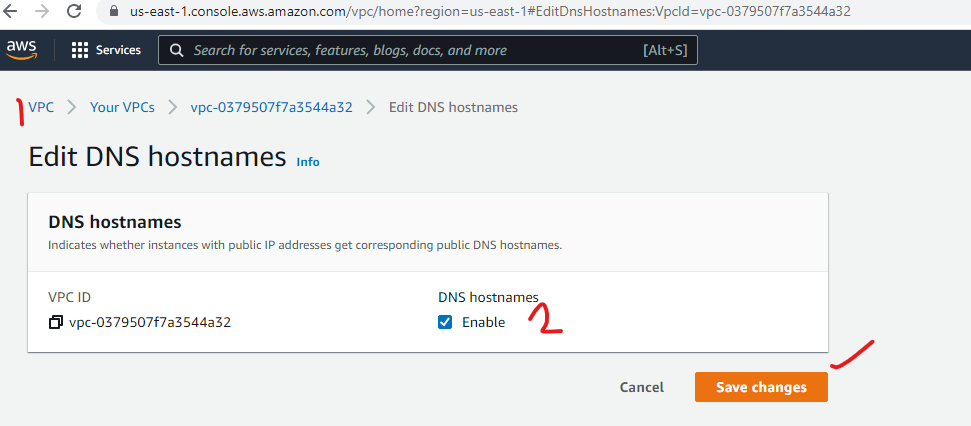 us-east-1.console.aws.amazon.com/vpc/home?region=us-east-1#EditDnsHostnames:VpcId=vpc-0379507f7a3544a32
aws Services Search for services, features, blogs, docs, and more [Alt+S]
1 VPC > Your VPCs > vpc-0379507f7a3544a32 > Edit DNS hostnames
Edit DNS hostnames Info
DNS hostnames
Indicates whether instances with public IP addresses get corresponding public DNS hostnames.
VPC ID DNS hostnames
vpc-0379507f7a3544a32 Enable 2
Cancel Save changes